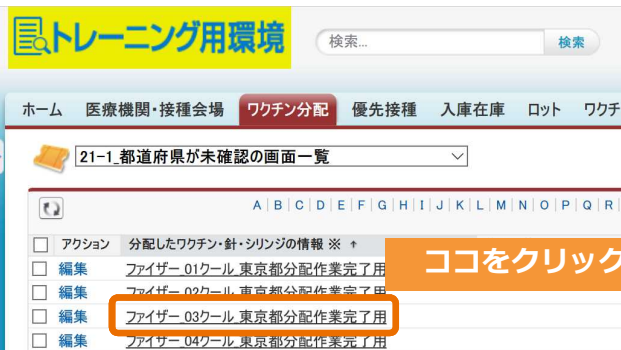 トレーニング用環境
検索...
検索
ホーム 医療機関・接種会場 ワクチン分配 優先接種 入庫在庫 ロット ワクチ
21-1_都道府県が未確認の画面一覧
A | B | C | D | E | F | G | H | I | J | K | L | M | N | O | P | Q | R |
アクション 分配したワクチン・針・シリンジの情報 ※ ↑
編集 ファイザー_01クール_東京都分配作業完了用
ココをクリック
編集 ファイザー_02クール_東京都分配作業完了用
編集 ファイザー_03クール_東京都分配作業完了用
編集 ファイザー_04クール_東京都分配作業完了用